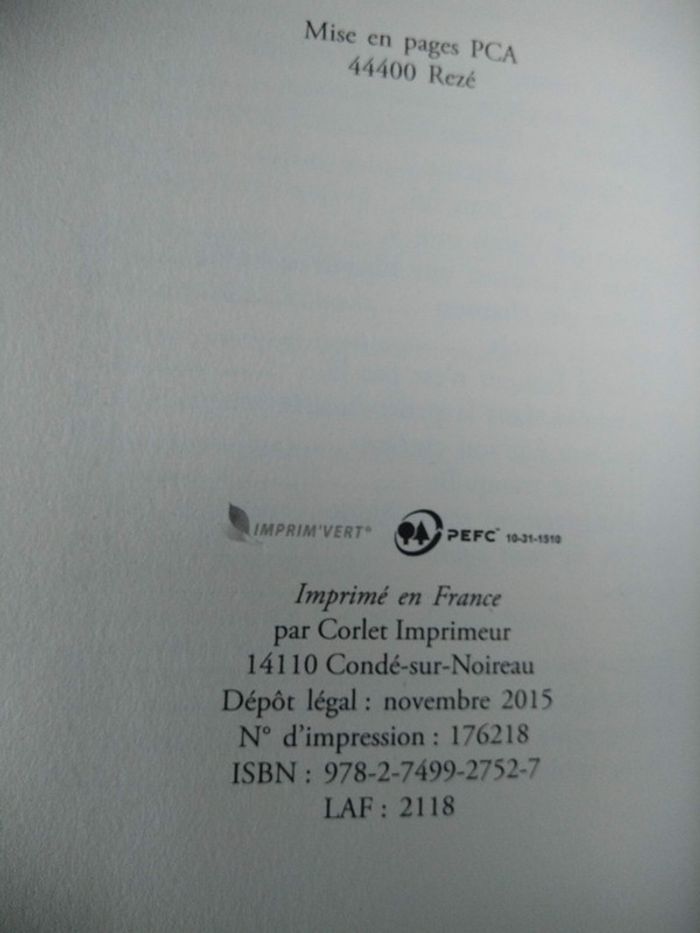 Mise en pages PCA
44400 Rezé
IMPRIM'VERT® PEFC™ 10-31-1510
Imprimé en France
par Corlet Imprimeur
14110 Condé-sur-Noireau
Dépôt légal : novembre 2015
N° d'impression : 176218
ISBN : 978-2-7499-2752-7
LAF : 2118